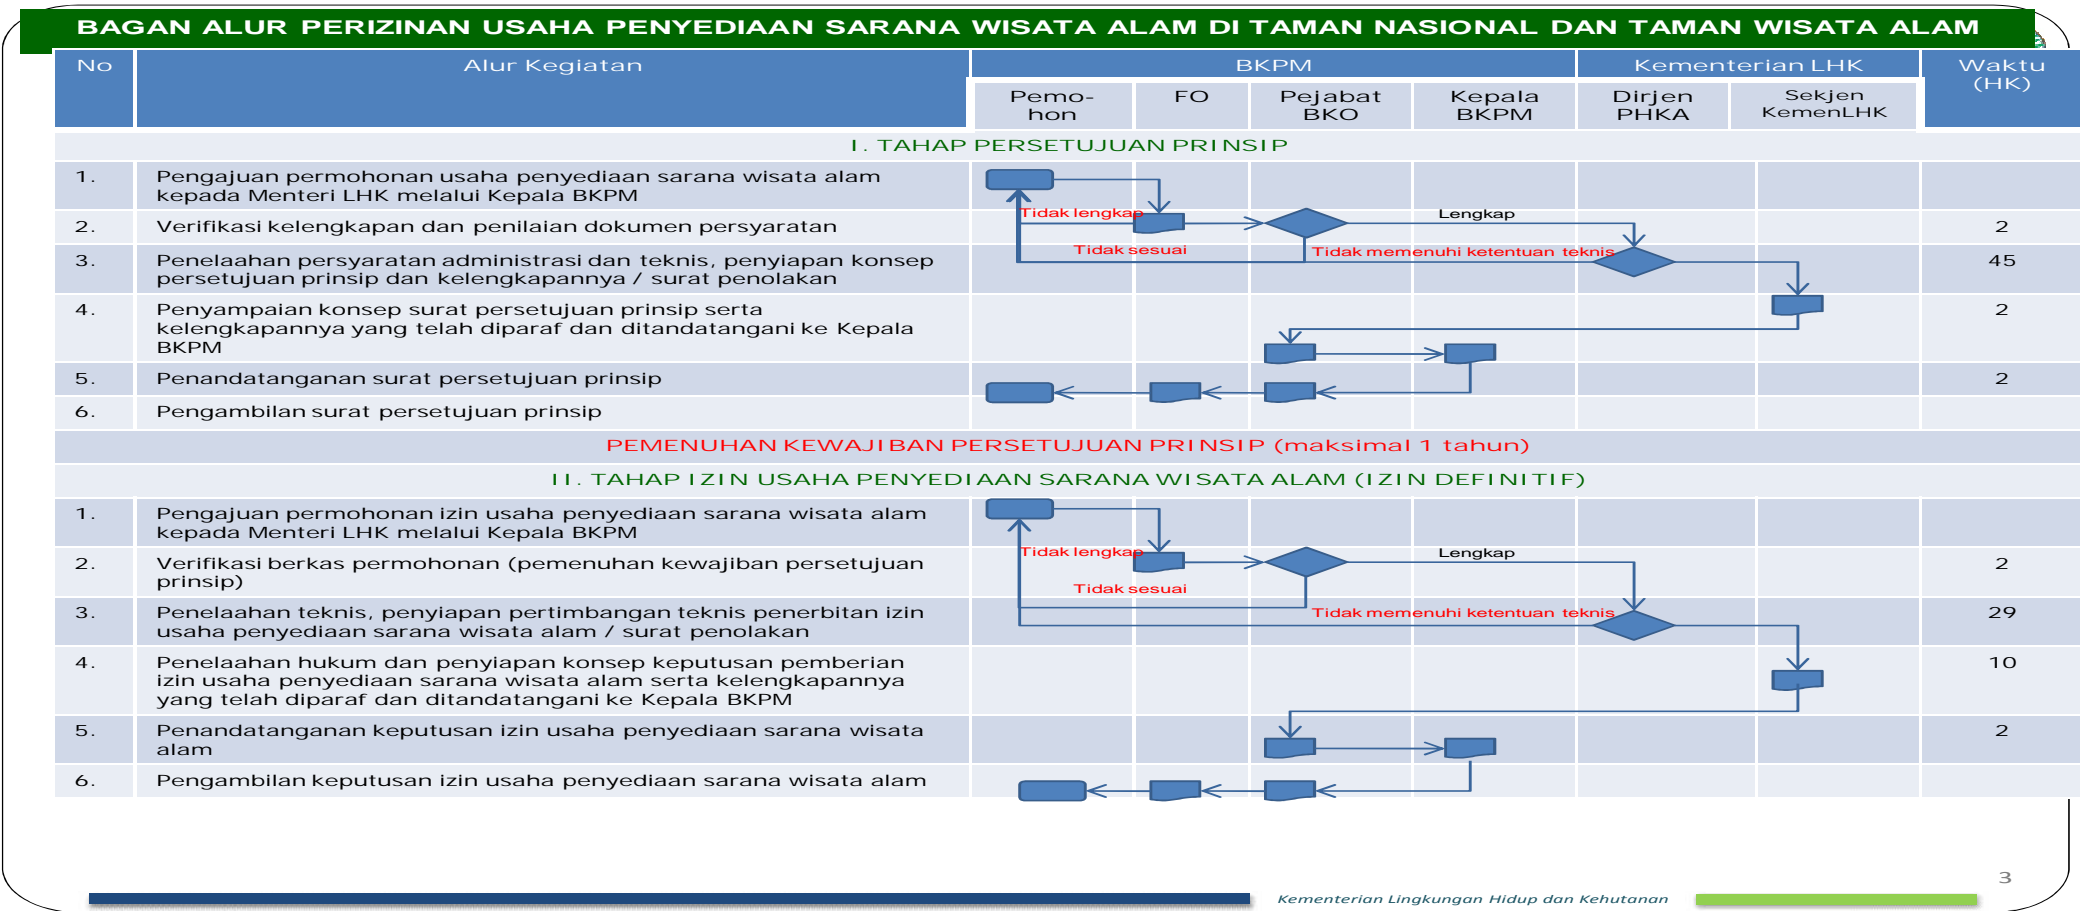 BAGAN ALUR PERIZINAN USAHA PENYEDIAAN SARANA WISATA ALAM DI TAMAN NASIONAL DAN TAMAN WISATA ALAM
No Alur Kegiatan BKPM Kementerian LHK Waktu
(HK)
Pemo- FO Pejabat Kepala Dirjen Sekjen
hon BKO BKPM PHKA KemenLHK
I. TAHAP PERSETUJUAN PRINSIP
1. Pengajuan permohonan usaha penyediaan sarana wisata alam
kepada Menteri LHK melalui Kepala BKPM
Tidak lengkap Lengkap
2. Verifikasi kelengkapan dan penilaian dokumen persyaratan 2
Tidak sesuai Tidak memenuhi ketentuan teknis
3. Penelaahan persyaratan administrasi dan teknis, penyiapan konsep 45
persetujuan prinsip dan kelengkapannya / surat penolakan
4. Penyampaian konsep surat persetujuan prinsip serta 2
kelengkapannya yang telah diparaf dan ditandatangani ke Kepala
BKPM
5. Penandatanganan surat persetujuan prinsip 2
6. Pengambilan surat persetujuan prinsip
PEMENUHAN KEWAJIBAN PERSETUJUAN PRINSIP (maksimal 1 tahun)
II. TAHAP IZIN USAHA PENYEDIAAN SARANA WISATA ALAM (IZIN DEFINITIF)
1. Pengajuan permohonan izin usaha penyediaan sarana wisata alam
kepada Menteri LHK melalui Kepala BKPM
Tidak lengkap Lengkap
2. Verifikasi berkas permohonan (pemenuhan kewajiban persetujuan 2
prinsip)
Tidak sesuai
3. Penelaahan teknis, penyiapan pertimbangan teknis penerbitan izin Tidak memenuhi ketentuan teknis 29
usaha penyediaan sarana wisata alam / surat penolakan
4. Penelaahan hukum dan penyiapan konsep keputusan pemberian 10
izin usaha penyediaan sarana wisata alam serta kelengkapannya
yang telah diparaf dan ditandatangani ke Kepala BKPM
5. Penandatanganan keputusan izin usaha penyediaan sarana wisata 2
alam
6. Pengambilan keputusan izin usaha penyediaan sarana wisata alam
3
Kementerian Lingkungan Hidup dan Kehutanan